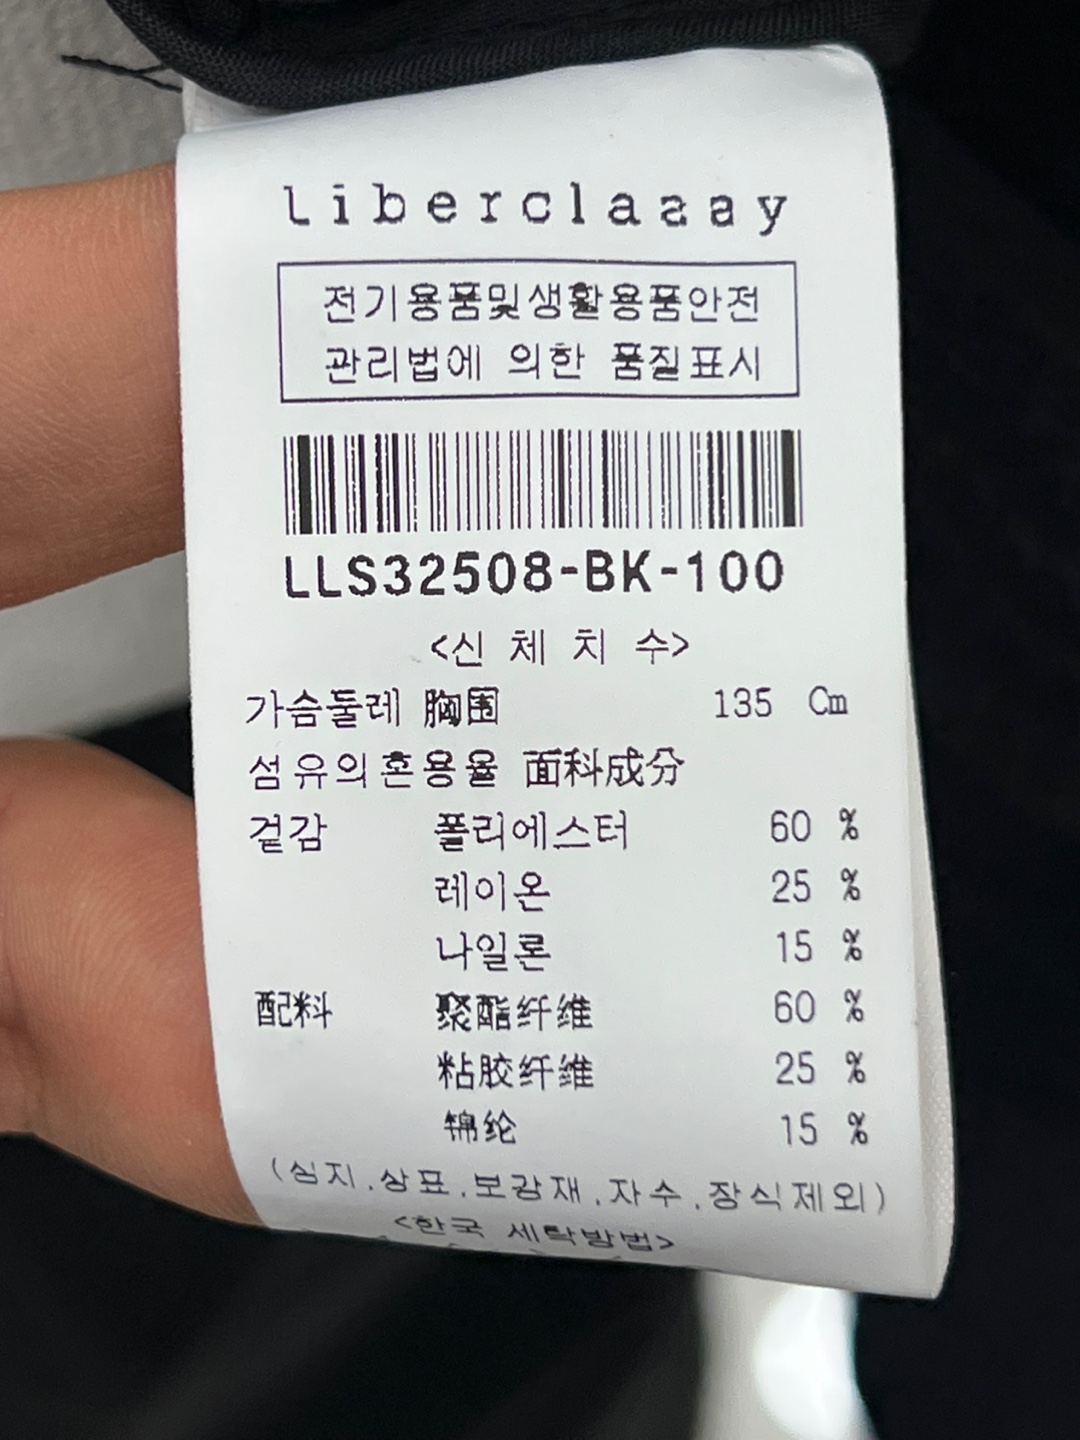 liberclassy
전기용품및생활용품안전
관리법에 의한 품질표시
LLS32508-BK-100
<신 체 치 수>
가슴둘레 胸围 135 Cm
섬유의혼용율 面科成分
겉감 폴리에스터 60 %
레이온 25 %
나일론 15 %
配料 聚酯纤维 60 %
粘胶纤维 25 %
锦纶 15 %
(심지,상표,보강재,자수,장식제외)
<한국 세탁방법>